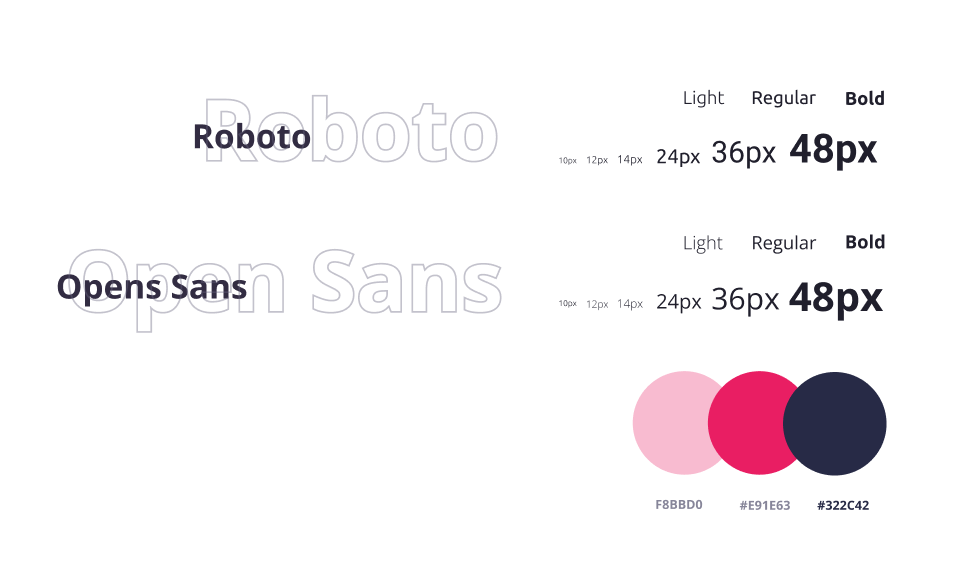 Roboto
Roboto
Light Regular Bold
10px 12px 14px 24px 36px 48px
Open Sans
Opens Sans
Light Regular Bold
10px 12px 14px 24px 36px 48px
F8BBD0 #E91E63 #322C42